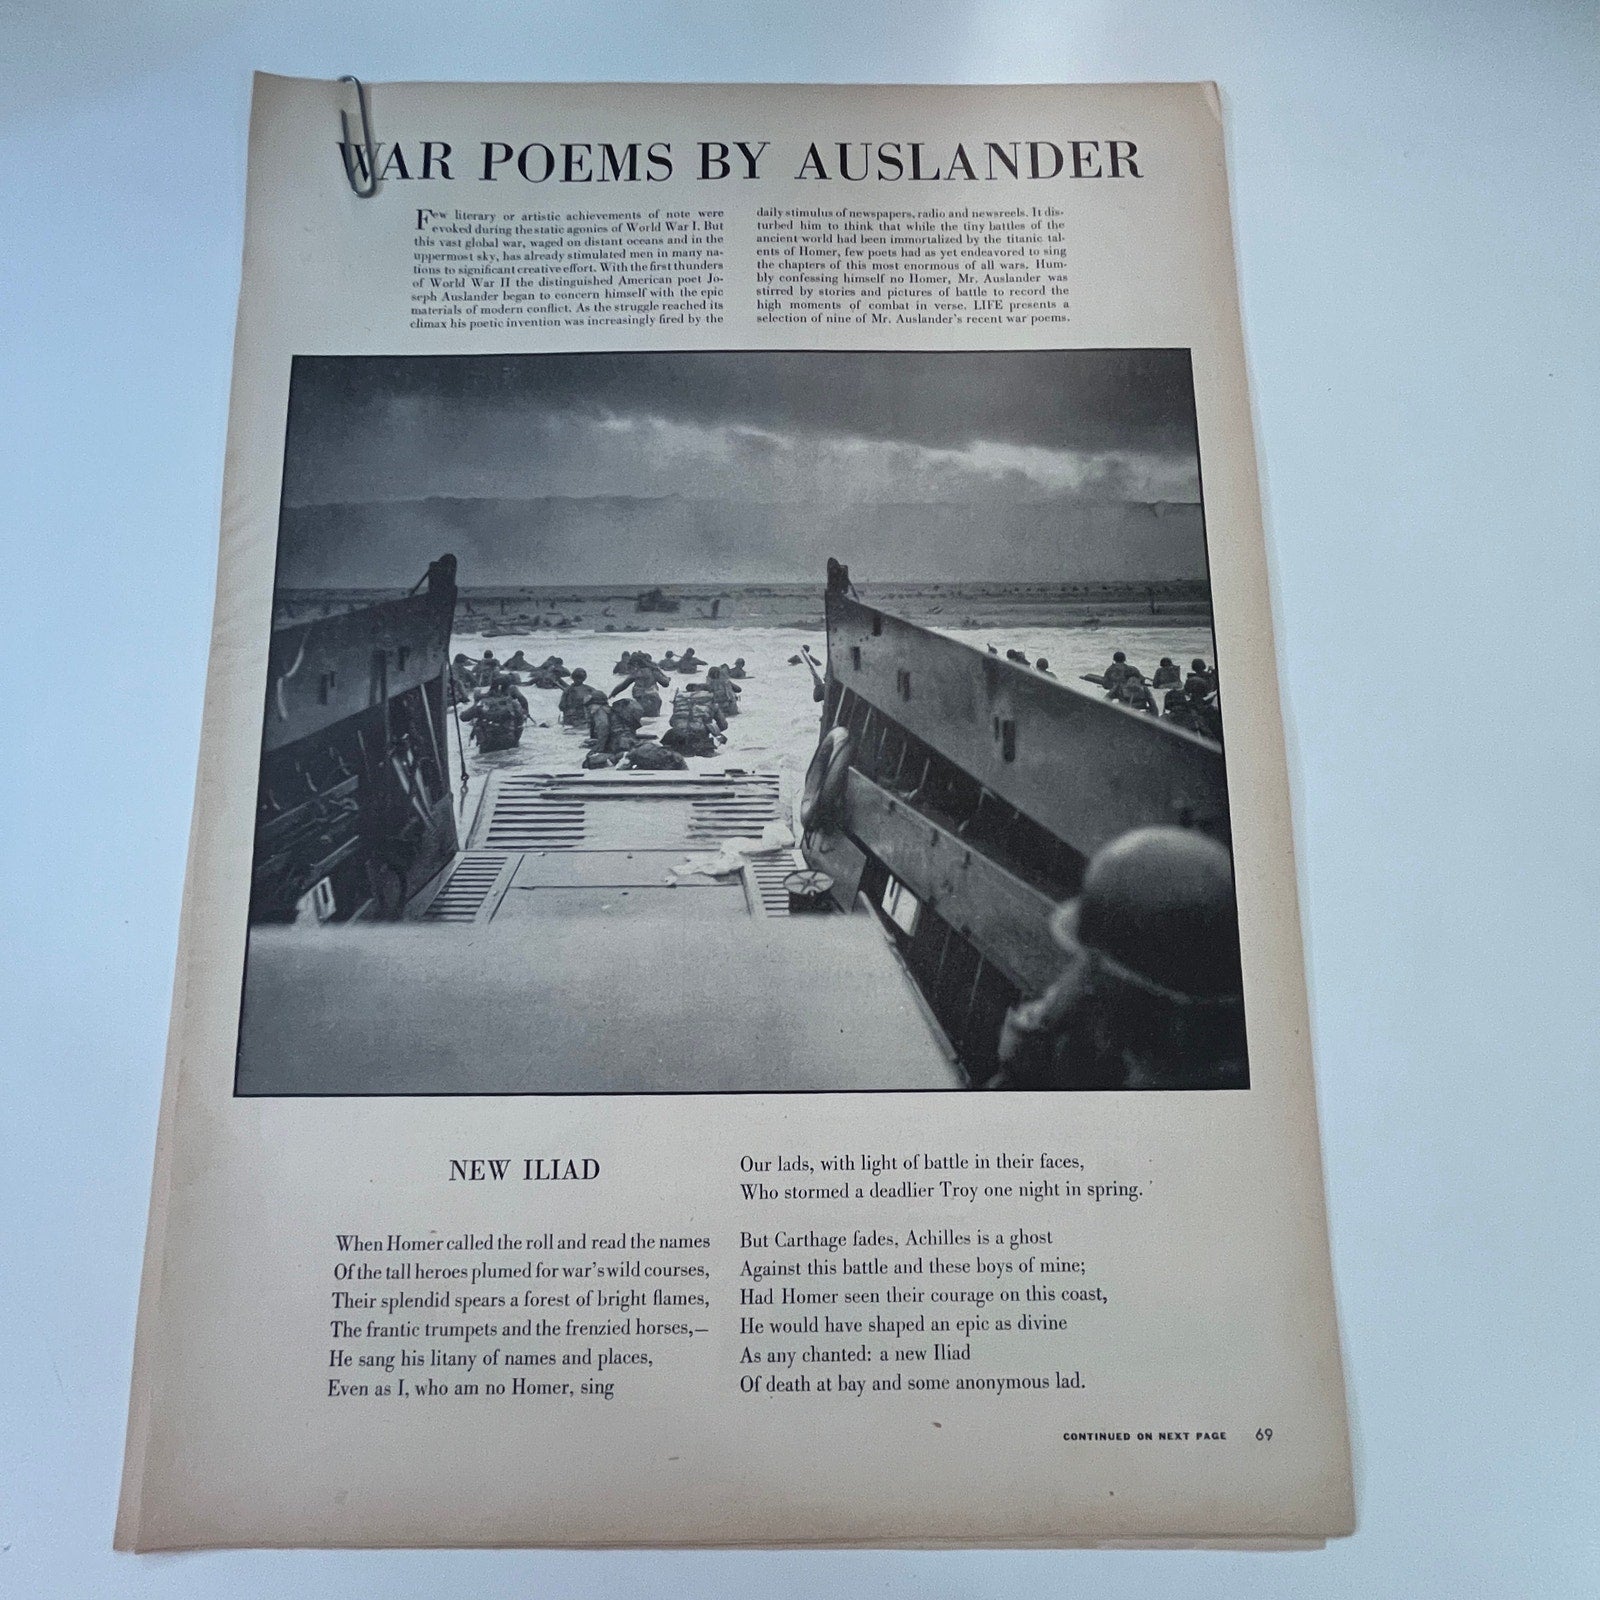 WAR POEMS BY AUSLANDER
Few literary or artistic achievements of note were
evoked during the static agonies of World War I. But
this vast global war, waged on distant oceans and in the
uppermost sky, has already stimulated men in many na-
tions to significant creative effort. With the first thunders
of World War II the distinguished American poet Jo-
seph Auslander began to concern himself with the epic
materials of modern conflict. As the struggle reached its
climax his poetic invention was increasingly fired by the
daily stimulus of newspapers, radio and newsreels. It dis-
turbed him to think that while the tiny battles of the
ancient world had been immortalized by the titanic tal-
ents of Homer, few poets had as yet endeavored to sing
the chapters of this most enormous of all wars. Hum-
bly confessing himself no Homer, Mr. Auslander was
stirred by stories and pictures of battle to record the
high moments of combat in verse. LIFE presents a
selection of nine of Mr. Auslander's recent war poems.
NEW ILIAD
When Homer called the roll and read the names
Of the tall heroes plumed for war's wild courses,
Their splendid spears a forest of bright flames,
The frantic trumpets and the frenzied horses,—
He sang his litany of names and places,
Even as I, who am no Homer, sing
Our lads, with light of battle in their faces,
Who stormed a deadlier Troy one night in spring.
But Carthage fades, Achilles is a ghost
Against this battle and these boys of mine;
Had Homer seen their courage on this coast,
He would have shaped an epic as divine
As any chanted: a new Iliad
Of death at bay and some anonymous lad.
CONTINUED ON NEXT PAGE 69